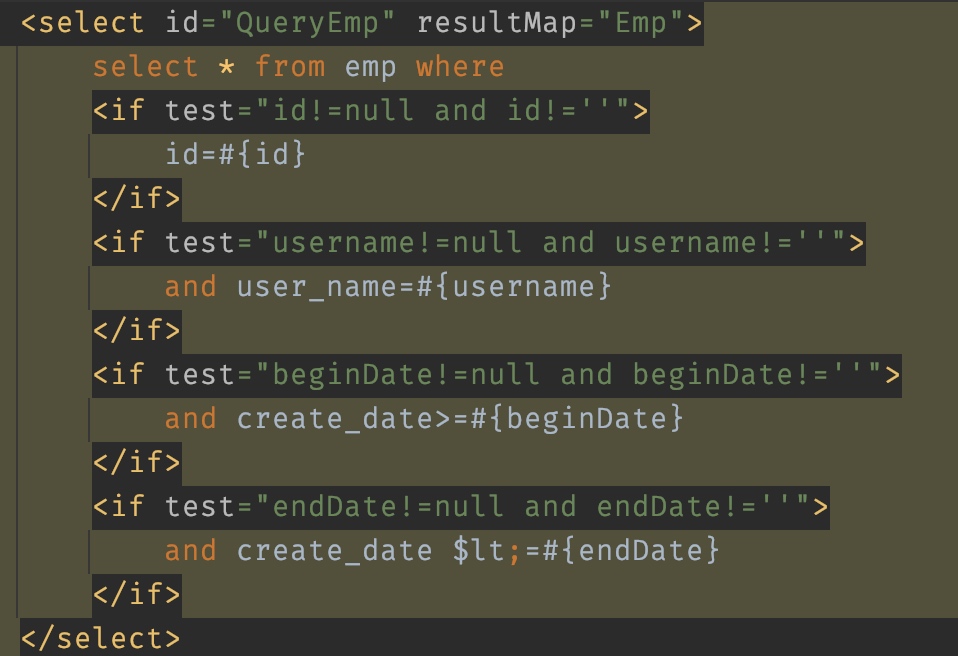 <select id="QueryEmp" resultMap="Emp">
select * from emp where
<if test="id!=null and id!=''">
id=#{id}
</if>
<if test="username!=null and username!=''">
and user_name=#{username}
</if>
<if test="beginDate!=null and beginDate!=''">
and create_date>=#{beginDate}
</if>
<if test="endDate!=null and endDate!=''">
and create_date $lt;=#{endDate}
</if>
</select>